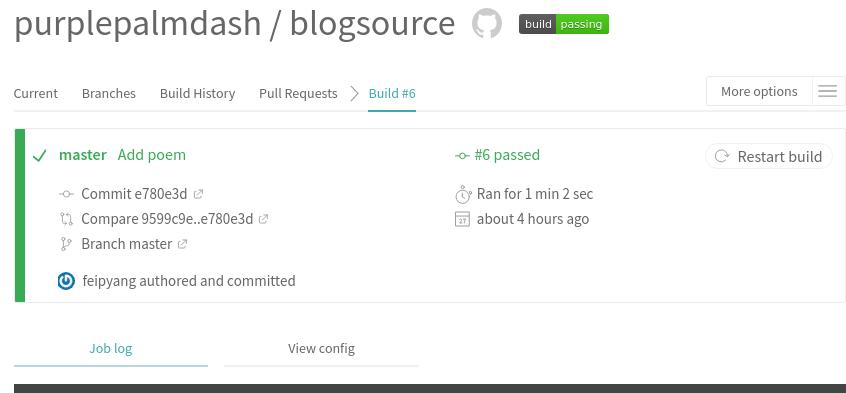 purplepalmdash / blogsource build passing
Current Branches Build History Pull Requests Build #6 More options
master Add poem #6 passed Restart build
Commit e780e3d Ran for 1 min 2 sec
Compare 9599c9e..e780e3d 27 about 4 hours ago
Branch master
feipyang authored and committed
Job log View config